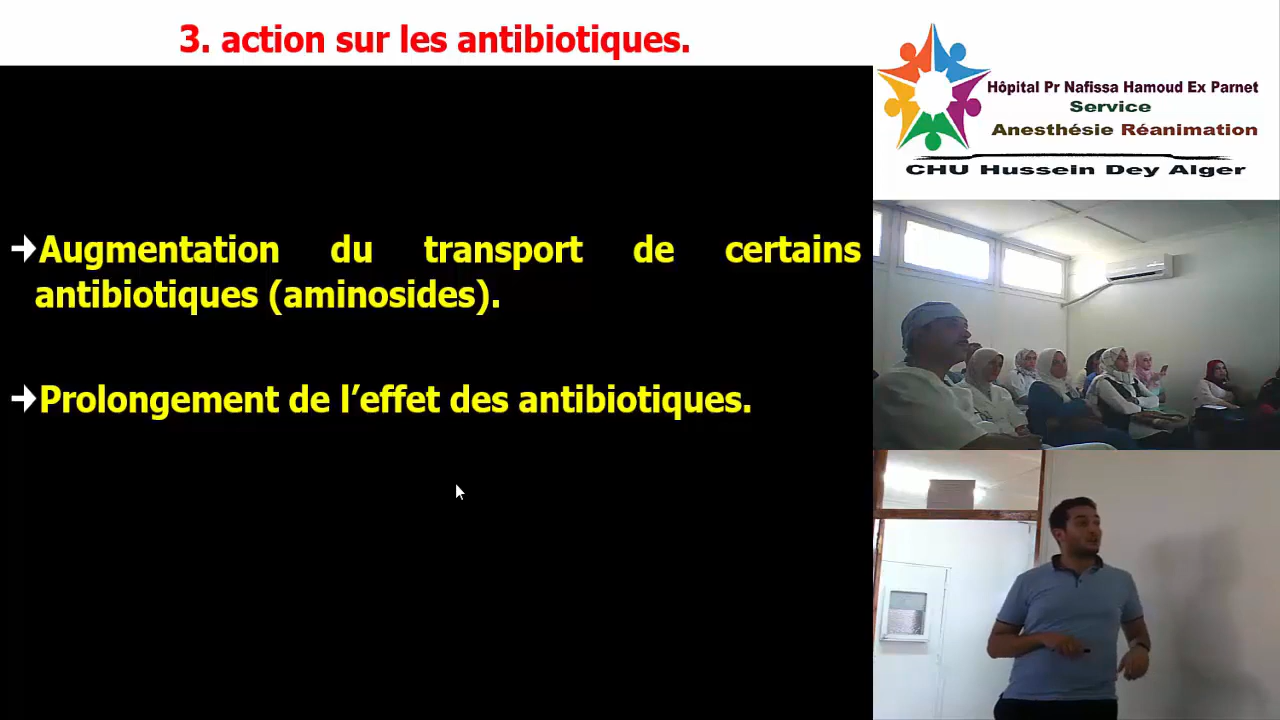 3. action sur les antibiotiques.
Augmentation du transport de certains
antibiotiques (aminosides).
Prolongement de l’effet des antibiotiques.
Hôpital Pr Nafissa Hamoud Ex Parnet
Service
Anesthésie Réanimation
CHU Hussein Dey Alger